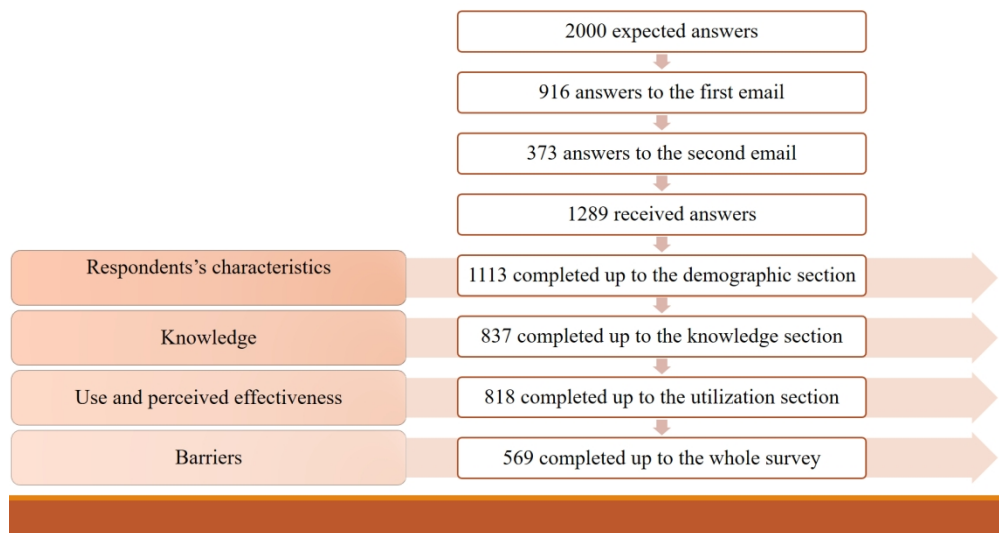 2000 expected answers
916 answers to the first email
373 answers to the second email
1289 received answers
Respondents's characteristics
1113 completed up to the demographic section
Knowledge
837 completed up to the knowledge section
Use and perceived effectiveness
818 completed up to the utilization section
Barriers
569 completed up to the whole survey